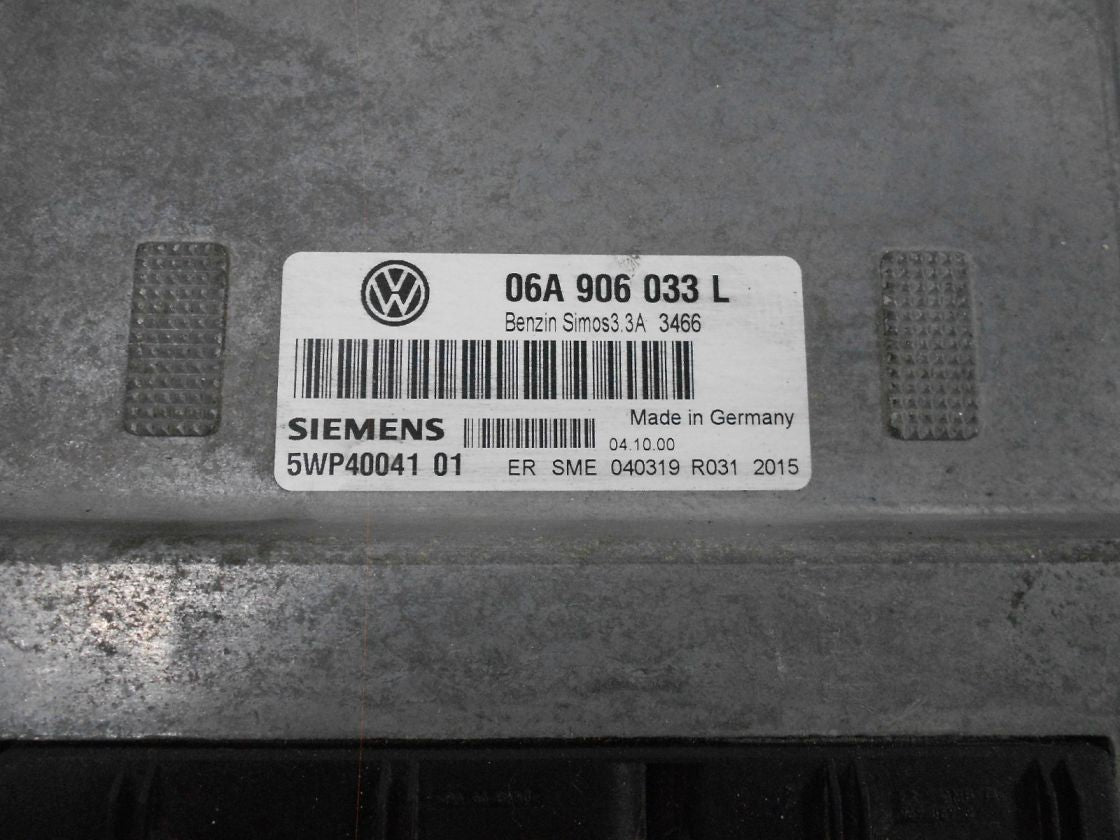 06A 906 033 L
Benzin Simos3.3A 3466
Made in Germany
SIEMENS
04.10.00
5WP40041 01 ER SME 040319 R031 2015